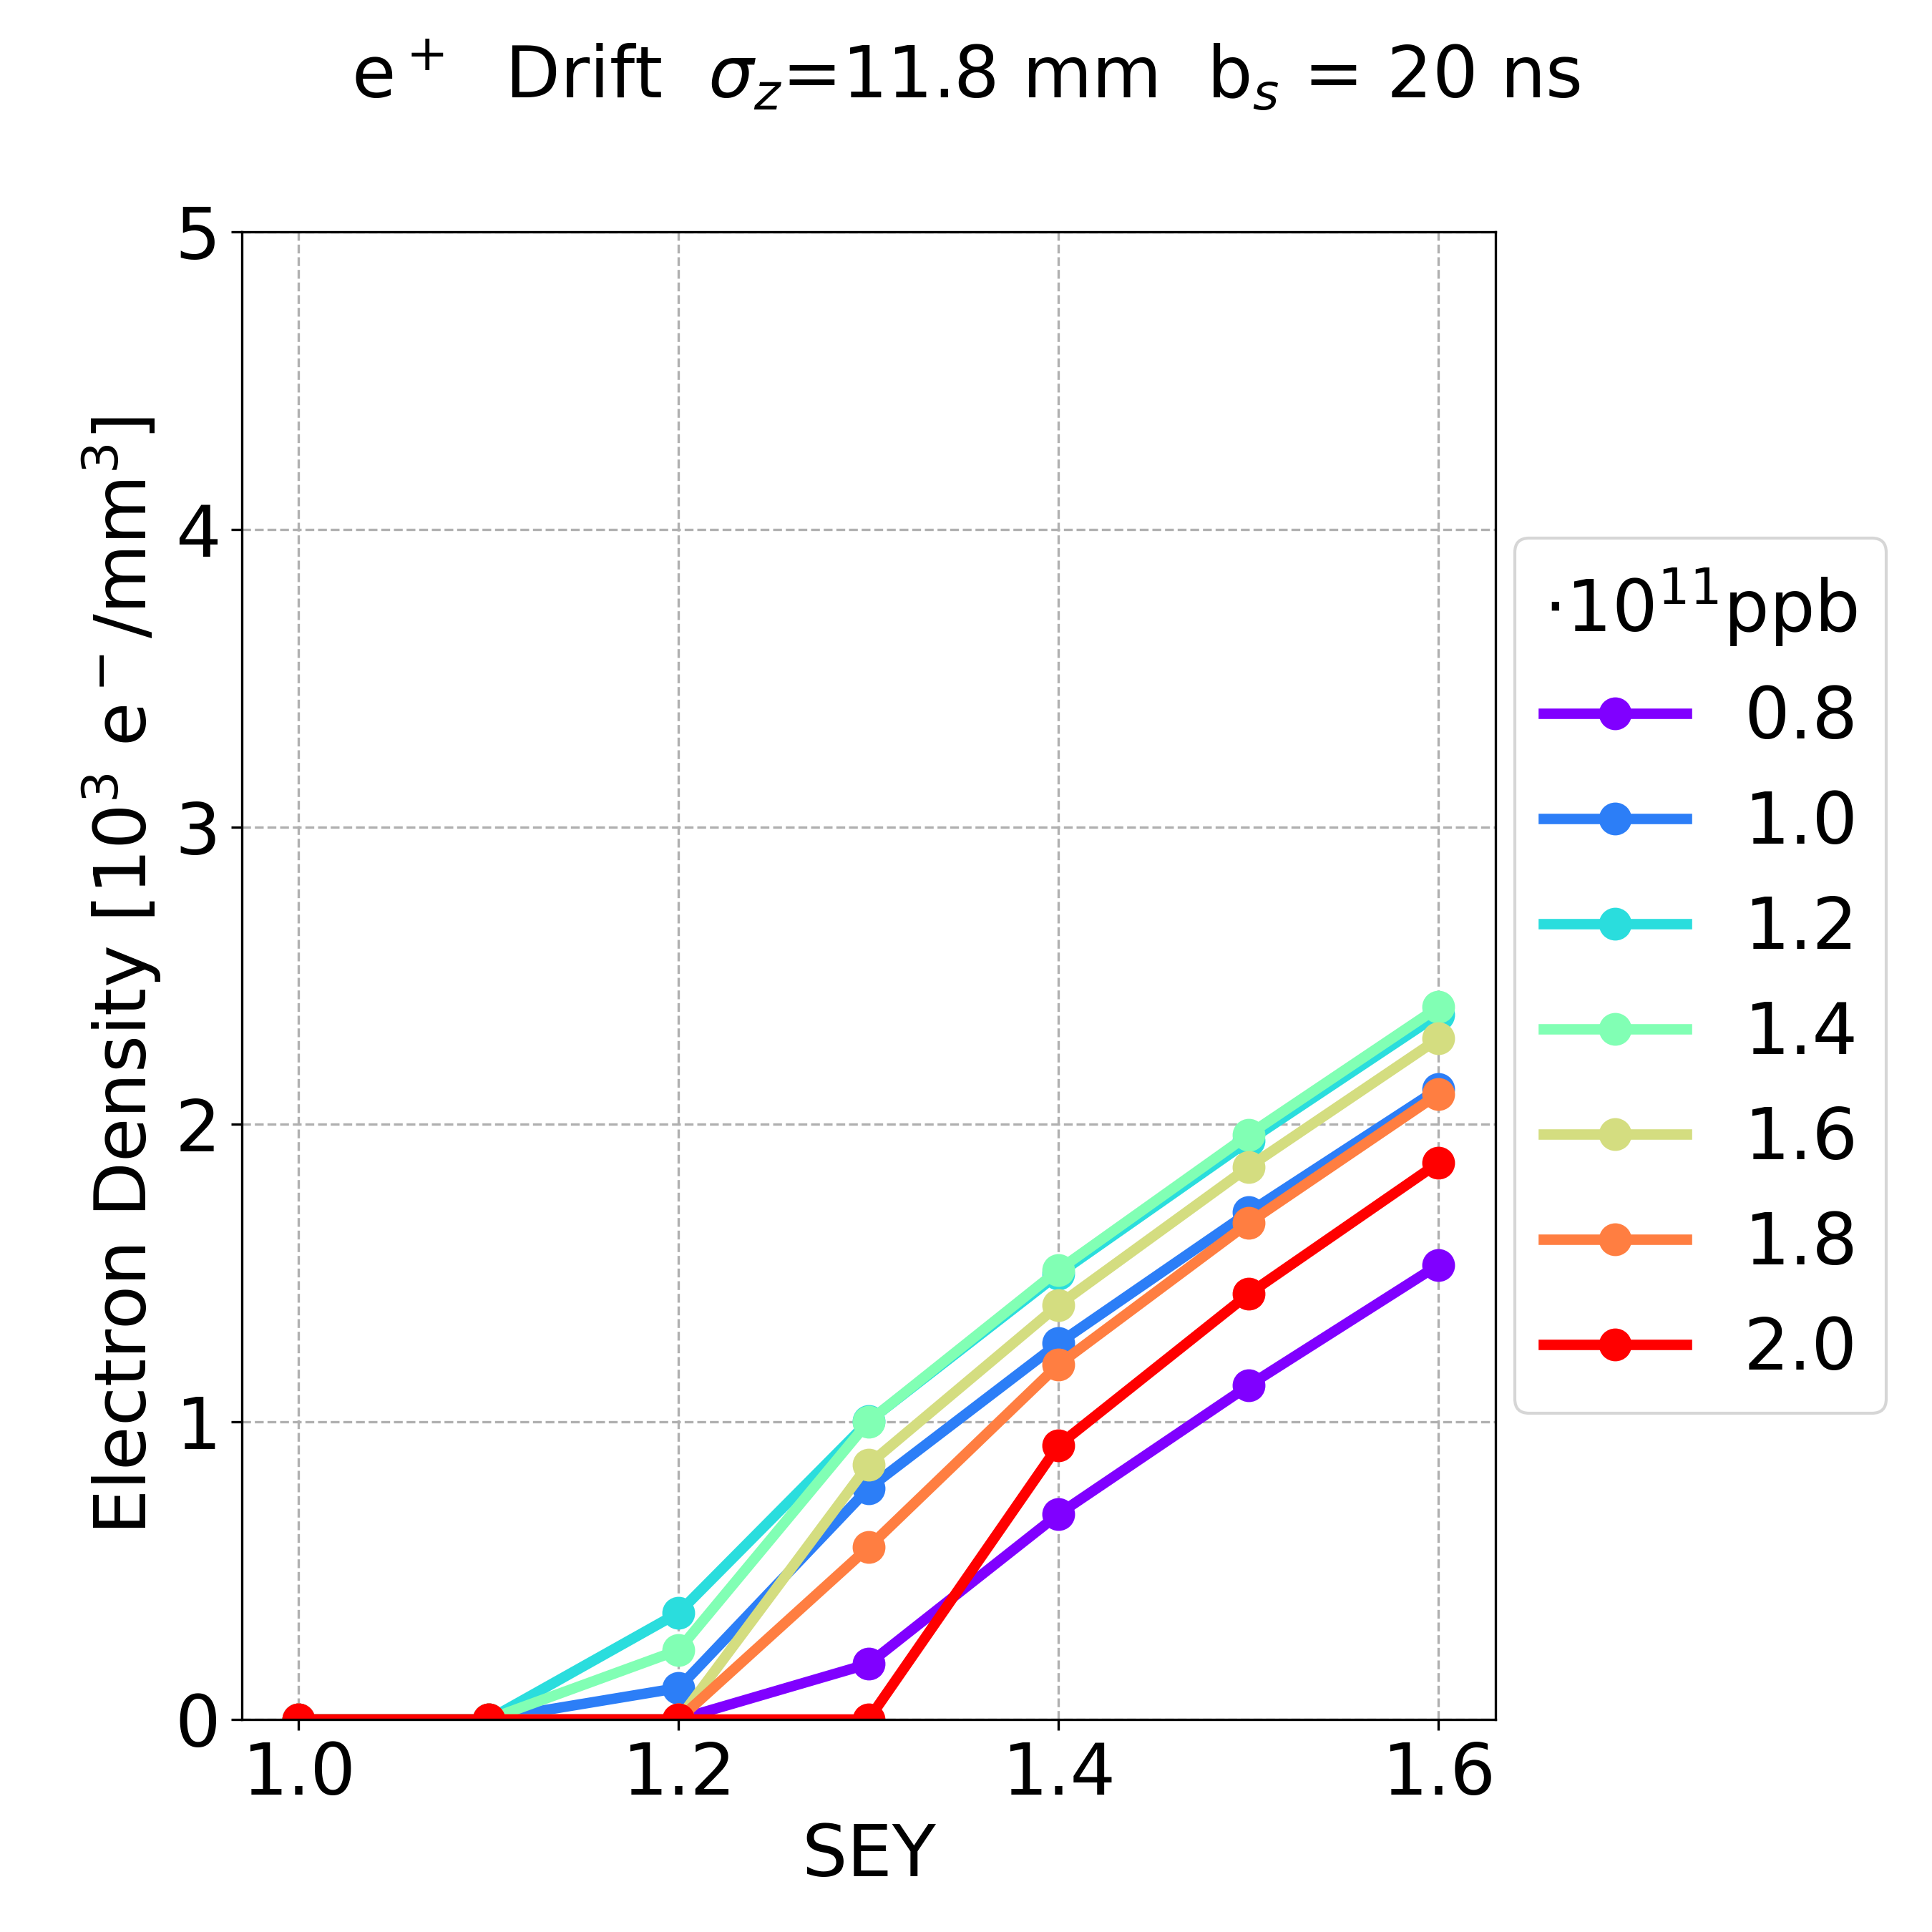 e⁺ Drift σ_z=11.8 mm b_s = 20 ns
Electron Density [10³ e⁻/mm³]
5
4
3
2
1
0
1.0 1.2 1.4 1.6
SEY
·10¹¹ppb
0.8
1.0
1.2
1.4
1.6
1.8
2.0